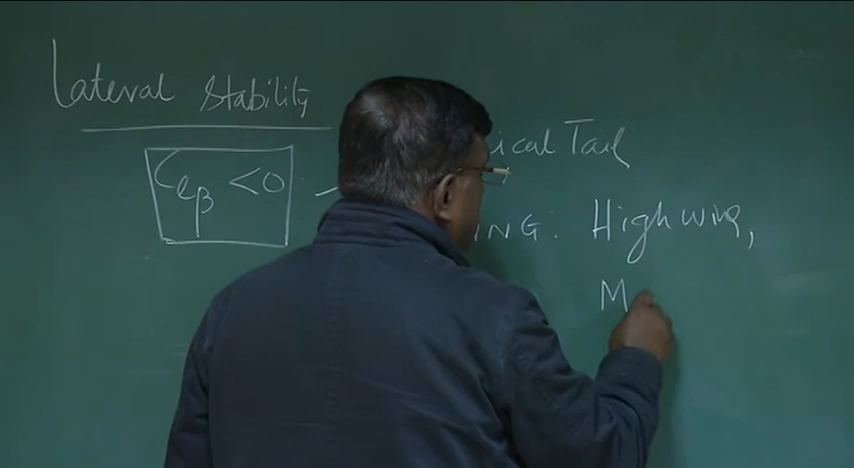 Lateral Stability
ical Tail
Clβ <0
ING: High wing,
M